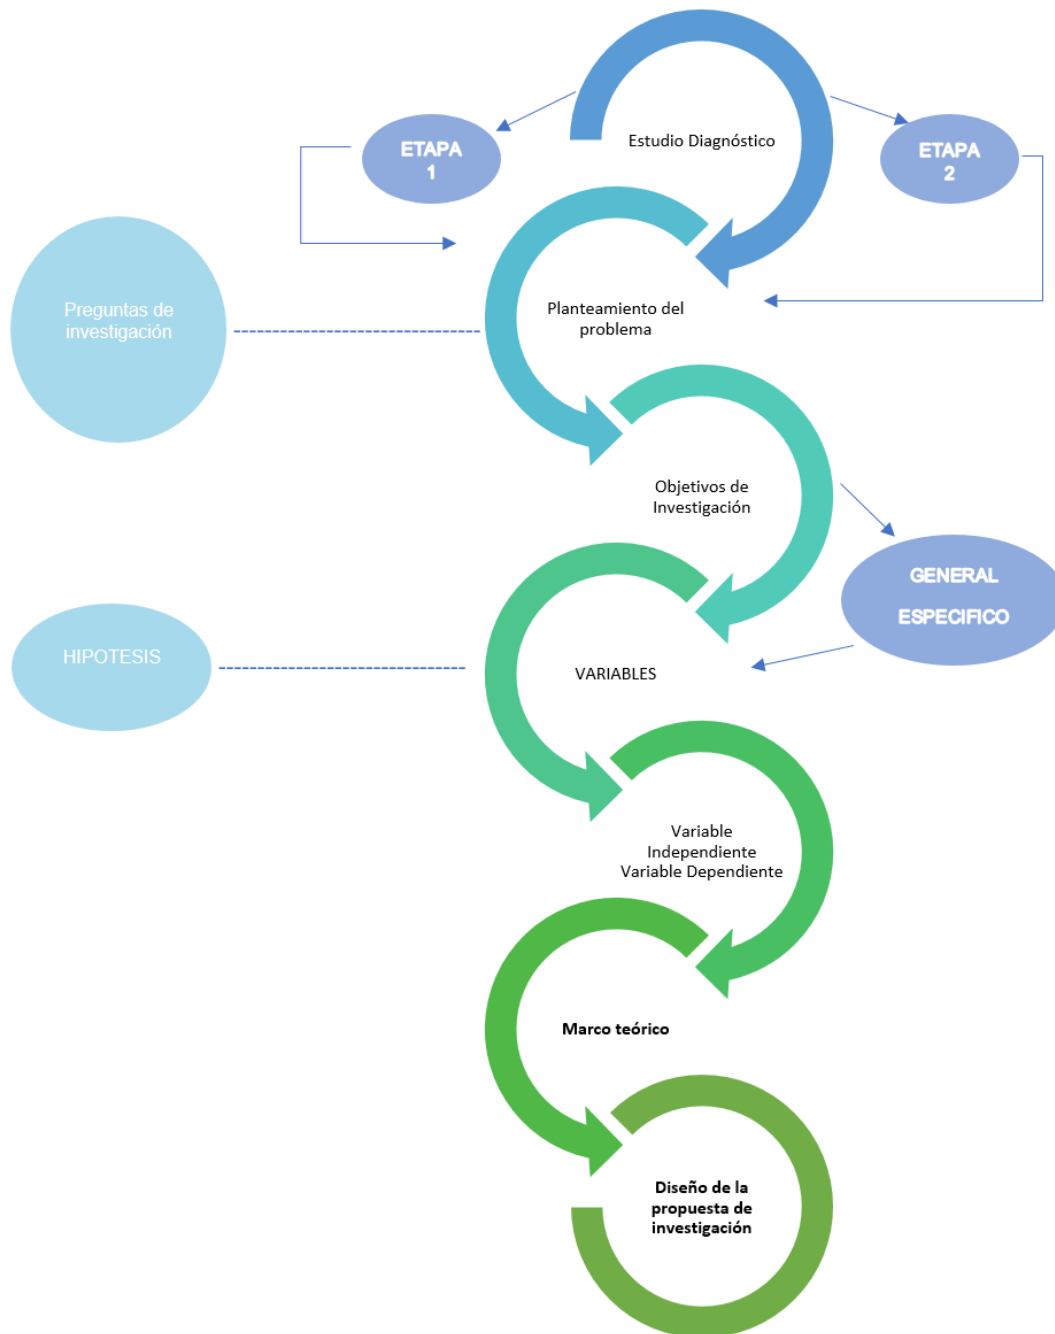 Estudio Diagnóstico
ETAPA
1
ETAPA
2
Preguntas de
investigación
Planteamiento del
problema
Objetivos de
Investigación
GENERAL
ESPECIFICO
HIPOTESIS
VARIABLES
Variable
Independiente
Variable Dependiente
Marco teórico
Diseño de la
propuesta de
investigación